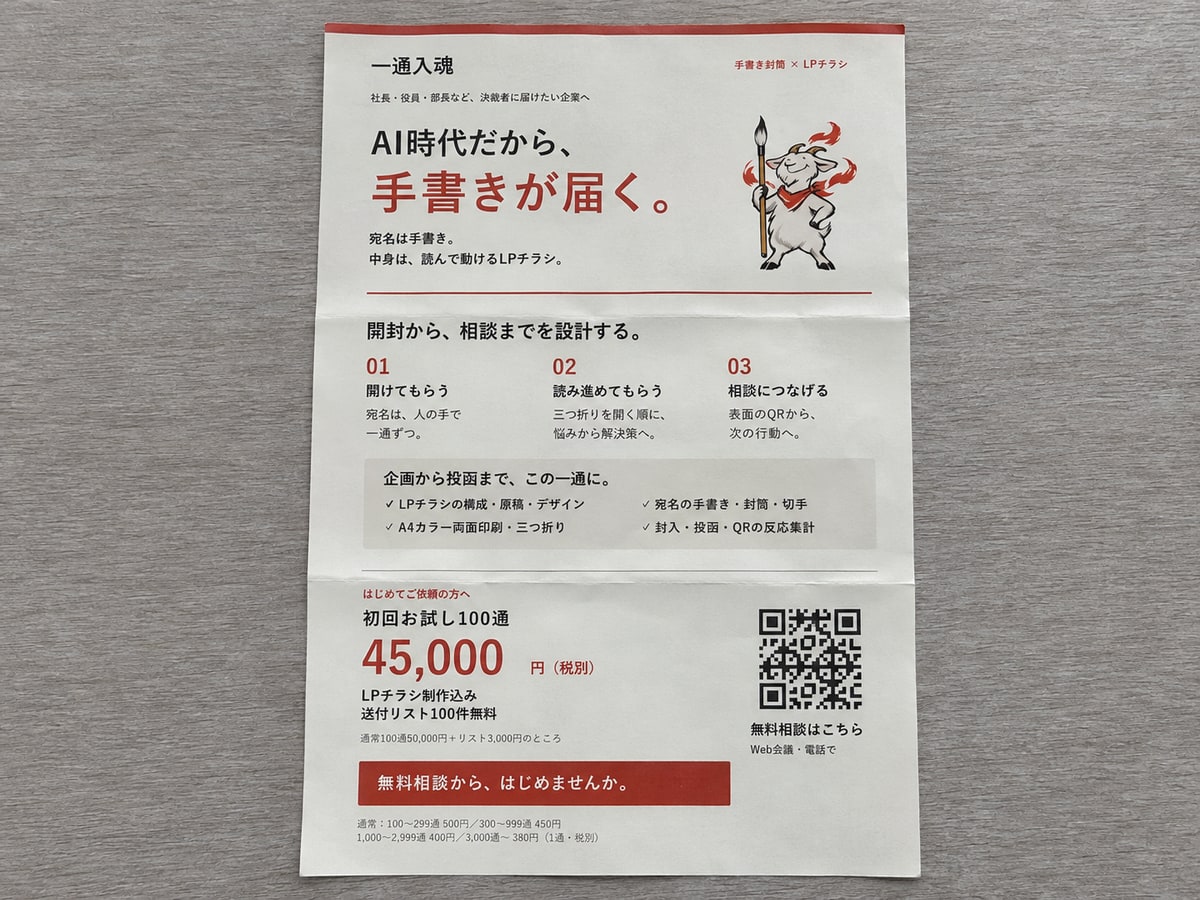 一通入魂
手書き封筒 × LPチラシ
社長・役員・部長など、決裁者に届けたい企業へ
AI時代だから、
手書きが届く。
宛名は手書き。
中身は、読んで動けるLPチラシ。
開封から、相談までを設計する。
01
開けてもらう
宛名は、人の手で
一通ずつ。
02
読み進めてもらう
三つ折りを開く順に、
悩みから解決策へ。
03
相談につなげる
表面のQRから、
次の行動へ。
企画から投函まで、この一通に。
✓ LPチラシの構成・原稿・デザイン
✓ 宛名の手書き・封筒・切手
✓ A4カラー両面印刷・三つ折り
✓ 封入・投函・QRの反応集計
はじめてご依頼の方へ
初回お試し100通
45,000 円（税別）
LPチラシ制作込み
送付リスト100件無料
通常100通50,000円＋リスト3,000円のところ
無料相談はこちら
Web会議・電話で
無料相談から、はじめませんか。
通常：100〜299通 500円／300〜999通 450円
1,000〜2,999通 400円／3,000通〜 380円（1通・税別）